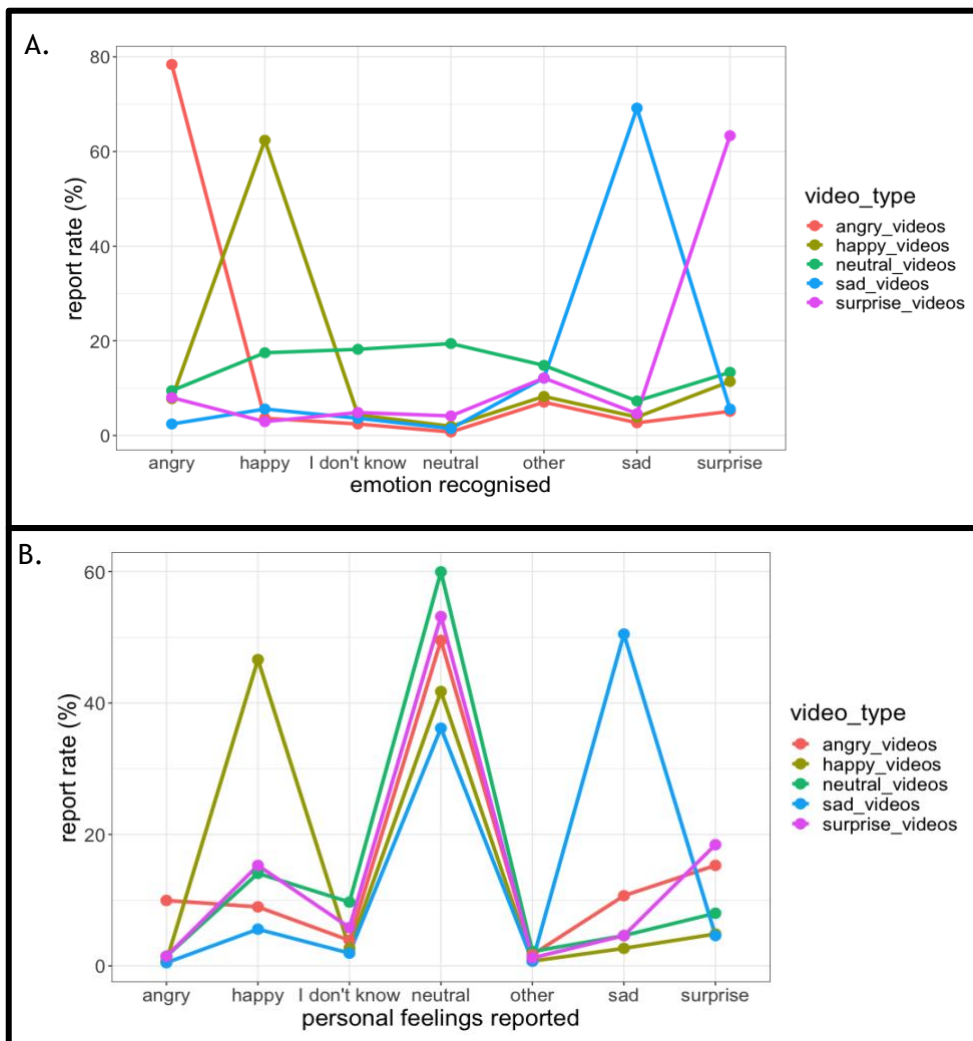 A.
80
60
40
20
0
report rate (%)
angry happy I don't know neutral other sad surprise
emotion recognised
video_type
angry_videos
happy_videos
neutral_videos
sad_videos
surprise_videos
B.
60
40
20
0
report rate (%)
angry happy I don't know neutral other sad surprise
personal feelings reported
video_type
angry_videos
happy_videos
neutral_videos
sad_videos
surprise_videos